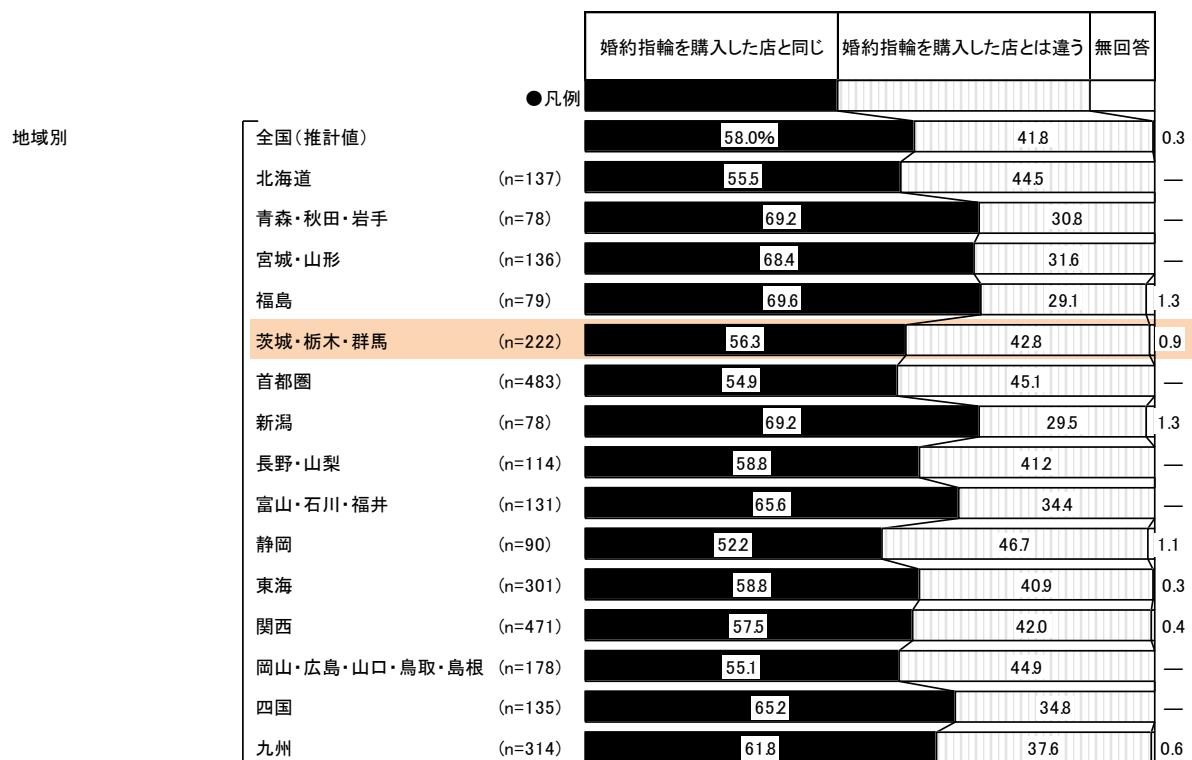 婚約指輪を購入した店と同じ 婚約指輪を購入した店とは違う 無回答
●凡例
地域別 全国(推計値) 58.0% 41.8 0.3
北海道 (n=137) 55.5 44.5 ―
青森・秋田・岩手 (n=78) 69.2 30.8 ―
宮城・山形 (n=136) 68.4 31.6 ―
福島 (n=79) 69.6 29.1 1.3
茨城・栃木・群馬 (n=222) 56.3 42.8 0.9
首都圏 (n=483) 54.9 45.1 ―
新潟 (n=78) 69.2 29.5 1.3
長野・山梨 (n=114) 58.8 41.2 ―
富山・石川・福井 (n=131) 65.6 34.4 ―
静岡 (n=90) 52.2 46.7 1.1
東海 (n=301) 58.8 40.9 0.3
関西 (n=471) 57.5 42.0 0.4
岡山・広島・山口・鳥取・島根 (n=178) 55.1 44.9 ―
四国 (n=135) 65.2 34.8 ―
九州 (n=314) 61.8 37.6 0.6